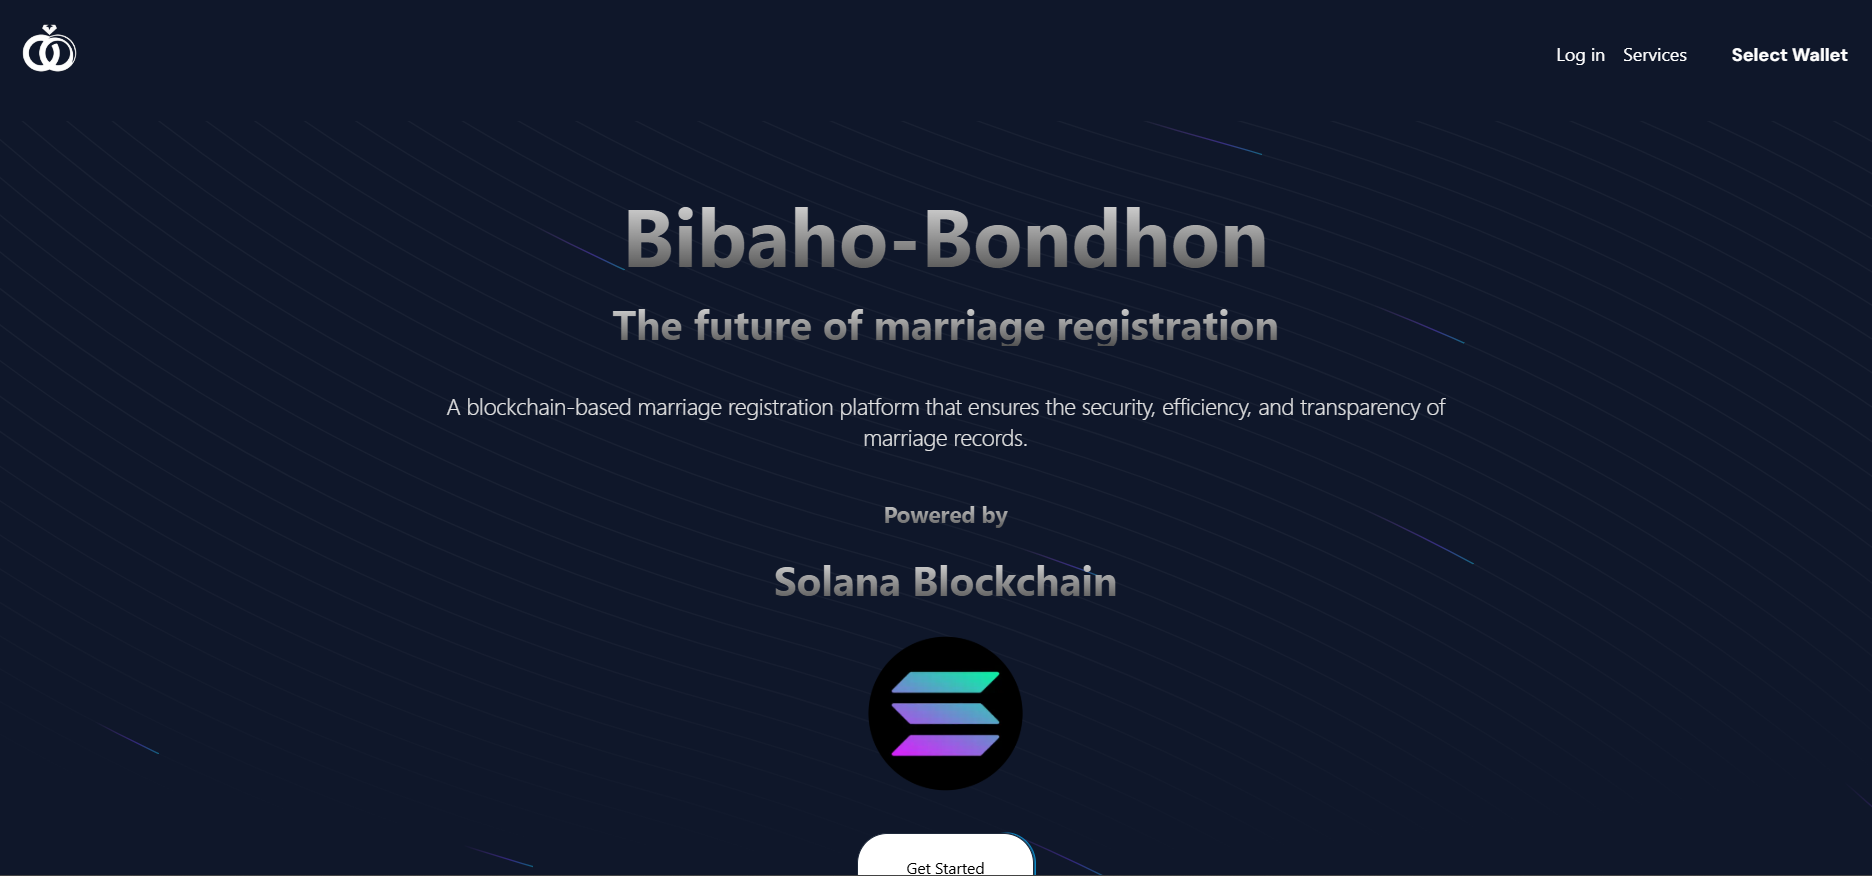 Log in Services Select Wallet
Bibaho-Bondhon
The future of marriage registration
A blockchain-based marriage registration platform that ensures the security, efficiency, and transparency of
marriage records.
Powered by
Solana Blockchain
Get Started